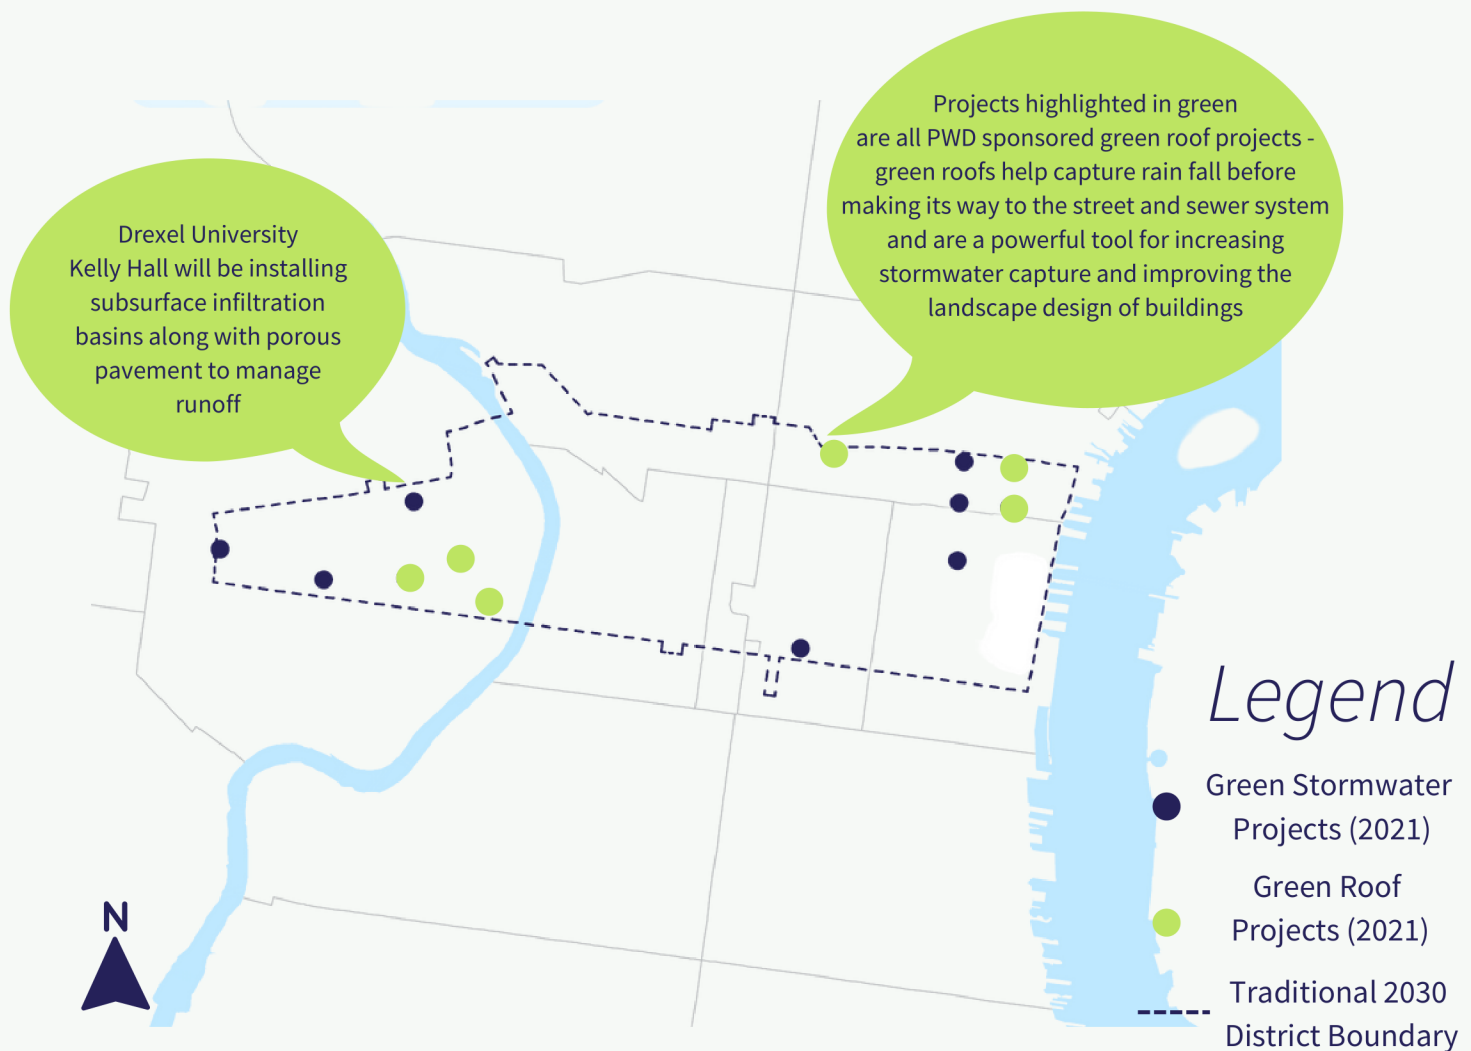 Projects highlighted in green
are all PWD sponsored green roof projects -
green roofs help capture rain fall before
making its way to the street and sewer system
and are a powerful tool for increasing
stormwater capture and improving the
landscape design of buildings
Drexel University
Kelly Hall will be installing
subsurface infiltration
basins along with porous
pavement to manage
runoff
Legend
Green Stormwater
Projects (2021)
Green Roof
Projects (2021)
Traditional 2030
District Boundary
N